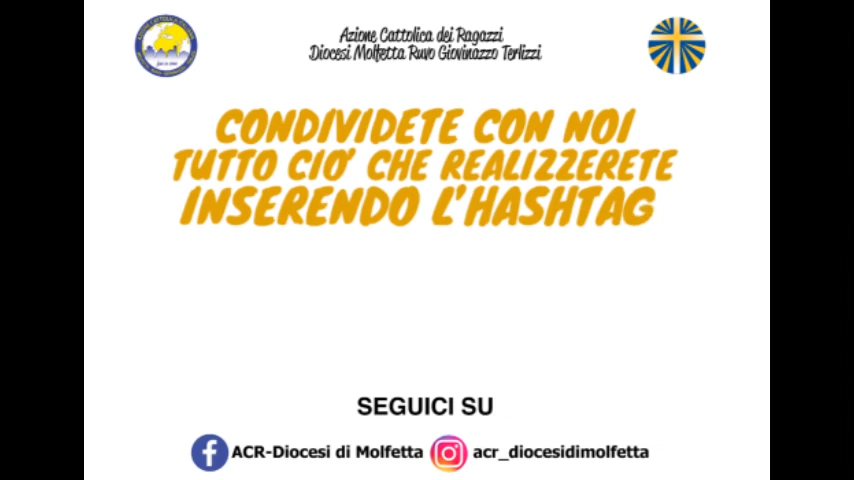 Azione Cattolica dei Ragazzi
Diocesi Molfetta Ruvo Giovinazzo Terlizzi
CONDIVIDETE CON NOI
TUTTO CIO' CHE REALIZZERETE
INSERENDO L'HASHTAG
SEGUICI SU
ACR-Diocesi di Molfetta
acr_diocesidimolfetta